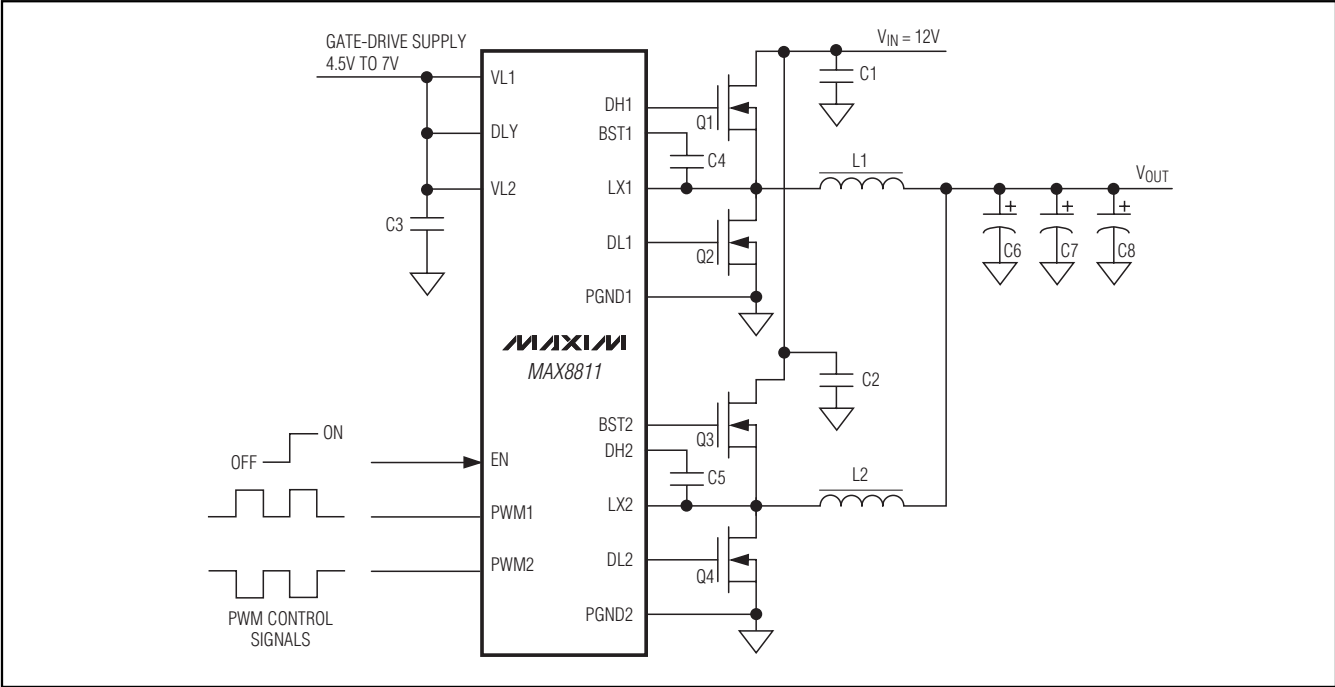 GATE-DRIVE SUPPLY
4.5V TO 7V
VL1
DLY
VL2
C3
EN
OFF
ON
PWM1
PWM2
PWM CONTROL
SIGNALS
MAXIM
MAX8811
DH1
BST1
LX1
DL1
PGND1
BST2
DH2
LX2
DL2
PGND2
Q1
C4
Q2
Q3
C5
Q4
VIN = 12V
C1
L1
C2
L2
VOUT
+
+
+
C6
C7
C8